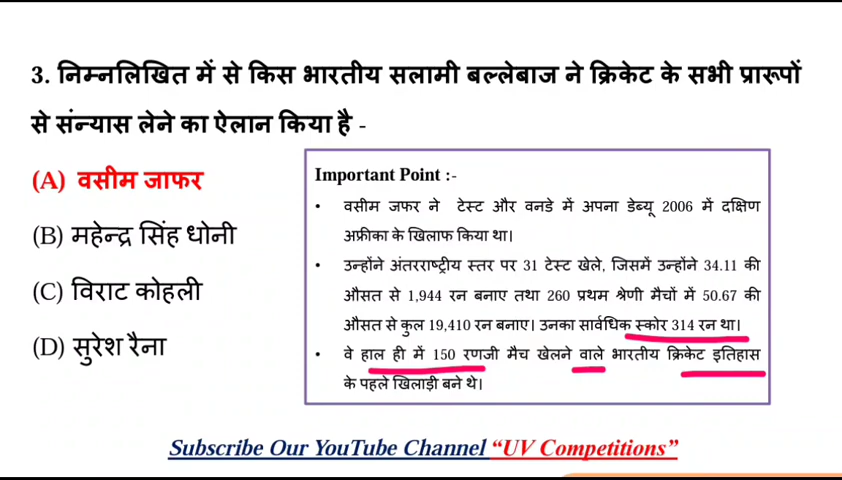 3. निम्नलिखित में से किस भारतीय सलामी बल्लेबाज ने क्रिकेट के सभी प्रारूपों
से संन्यास लेने का ऐलान किया है -
(A) वसीम जाफर
(B) महेन्द्र सिंह धोनी
(C) विराट कोहली
(D) सुरेश रैना
Important Point :-
• वसीम जफर ने टेस्ट और वनडे में अपना डेब्यू 2006 में दक्षिण
अफ्रीका के खिलाफ किया था।
• उन्होंने अंतरराष्ट्रीय स्तर पर 31 टेस्ट खेले, जिसमें उन्होंने 34.11 की
औसत से 1,944 रन बनाए तथा 260 प्रथम श्रेणी मैचों में 50.67 की
औसत से कुल 19,410 रन बनाए। उनका सार्वधिक स्कोर 314 रन था।
• वे हाल ही में 150 रणजी मैच खेलने वाले भारतीय क्रिकेट इतिहास
के पहले खिलाड़ी बने थे।
Subscribe Our YouTube Channel “UV Competitions”